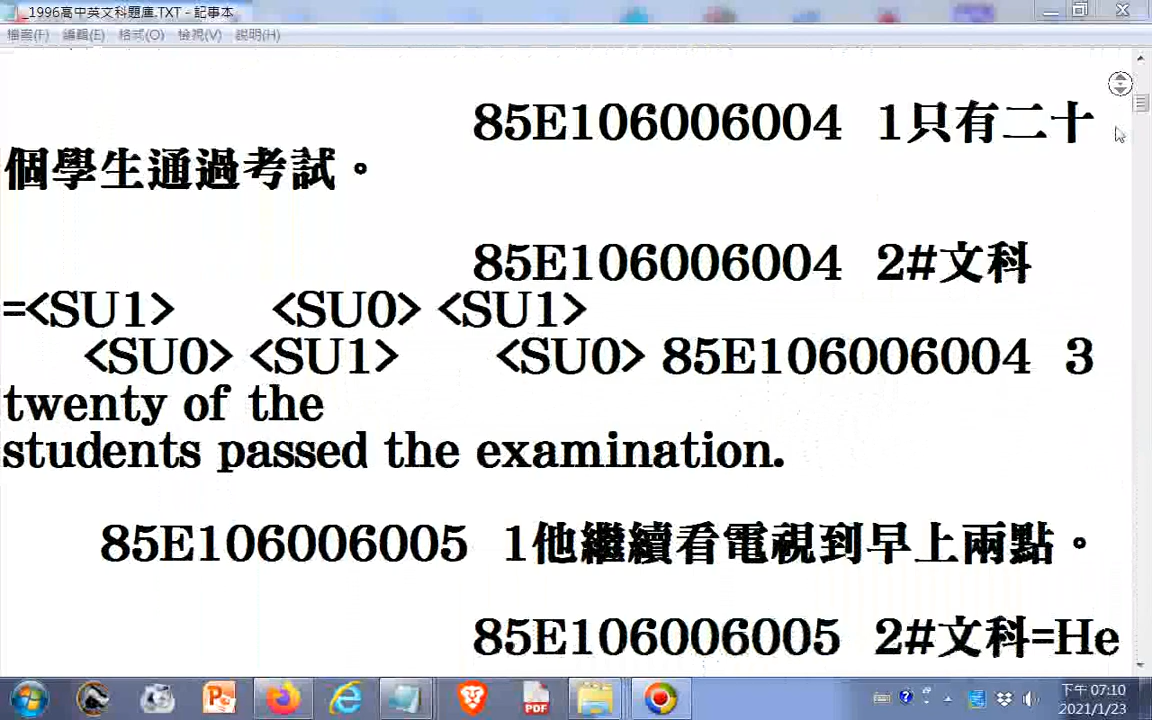 _1996高中英文科題庫.TXT - 記事本
檔案(F) 編輯(E) 格式(O) 檢視(V) 說明(H)
85E106006004 1只有二十
個學生通過考試。
85E106006004 2#文科
=<SU1> <SU0> <SU1>
<SU0> <SU1> <SU0> 85E106006004 3
twenty of the
students passed the examination.
85E106006005 1他繼續看電視到早上兩點。
85E106006005 2#文科=He
PDF
下午 07:10
2021/1/23